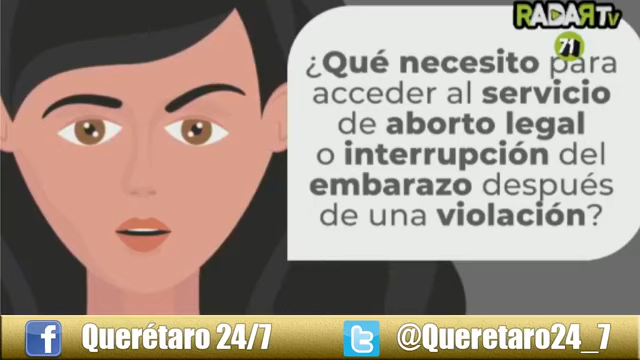 RADAR Tv
71
¿Qué necesito para
acceder al servicio
de aborto legal
o interrupción del
embarazo después
de una violación?
Querétaro 24/7
@Queretaro24_7